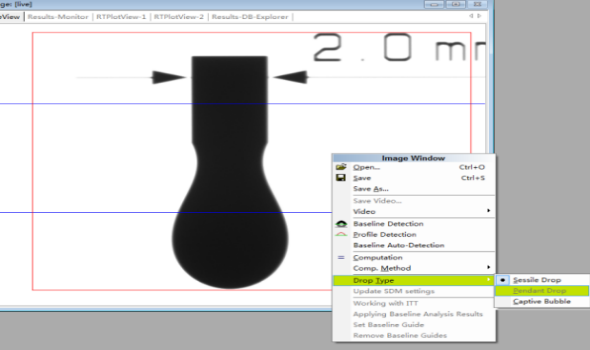 ge: [live]
View | Results-Monitor | RTPlotView-1 | RTPlotView-2 | Results-DB-Explorer |
2.0 m
Image Window
Open... Ctrl+O
Save Ctrl+S
Save As...
Save Video...
Video
Baseline Detection
Profile Detection
Baseline Auto-Detection
Computation
Comp. Method
Drop Type
Sessile Drop
Update SDM settings
Pendant Drop
Working with ITT
Captive Bubble
Applying Baseline Analysis Results
Set Baseline Guide
Remove Baseline Guides